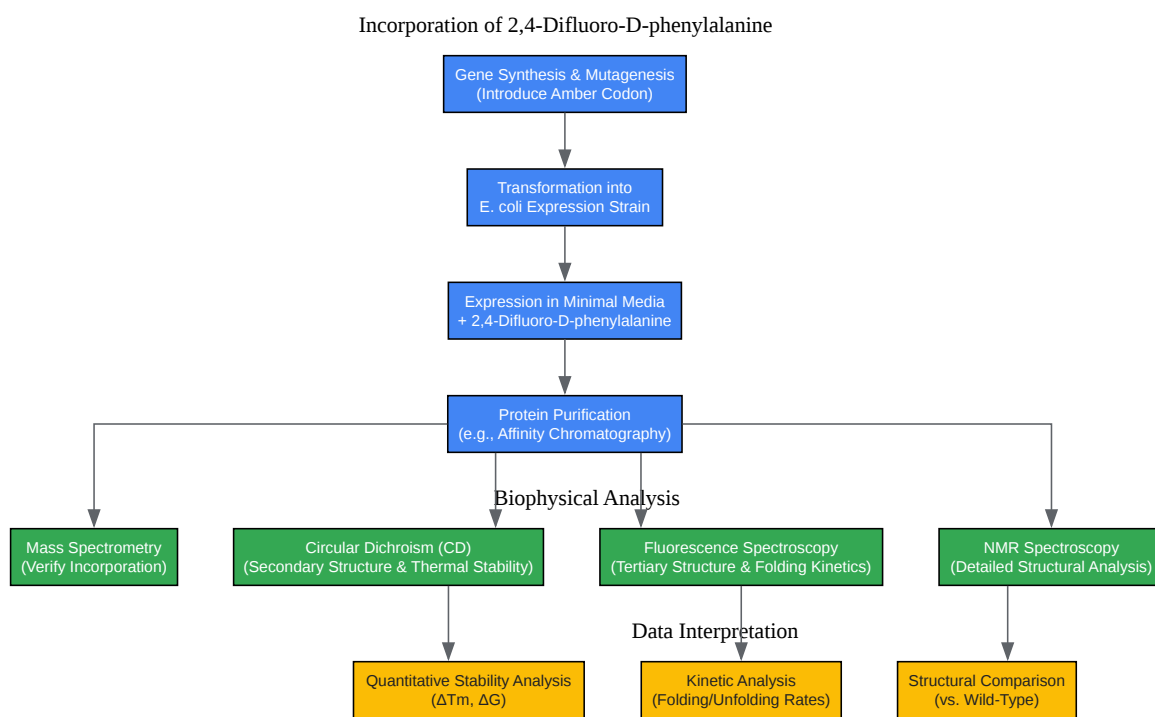 Incorporation of 2,4-Difluoro-D-phenylalanine
Gene Synthesis & Mutagenesis
(Introduce Amber Codon)
Transformation into
E. coli Expression Strain
Expression in Minimal Media
+ 2,4-Difluoro-D-phenylalanine
Protein Purification
(e.g., Affinity Chromatography)
Biophysical Analysis
Mass Spectrometry
(Verify Incorporation)
Circular Dichroism (CD)
(Secondary Structure & Thermal Stability)
Fluorescence Spectroscopy
(Tertiary Structure & Folding Kinetics)
NMR Spectroscopy
(Detailed Structural Analysis)
Data Interpretation
Quantitative Stability Analysis
(ΔTm, ΔG)
Kinetic Analysis
(Folding/Unfolding Rates)
Structural Comparison
(vs. Wild-Type)